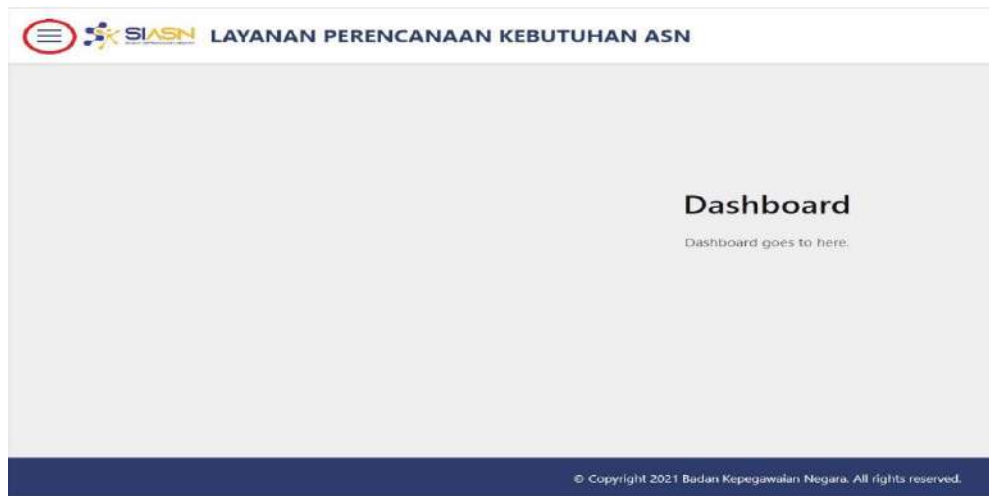 SIASN LAYANAN PERENCANAAN KEBUTUHAN ASN
Dashboard
Dashboard goes to here.
© Copyright 2021 Badan Kepegawaian Negara. All rights reserved.